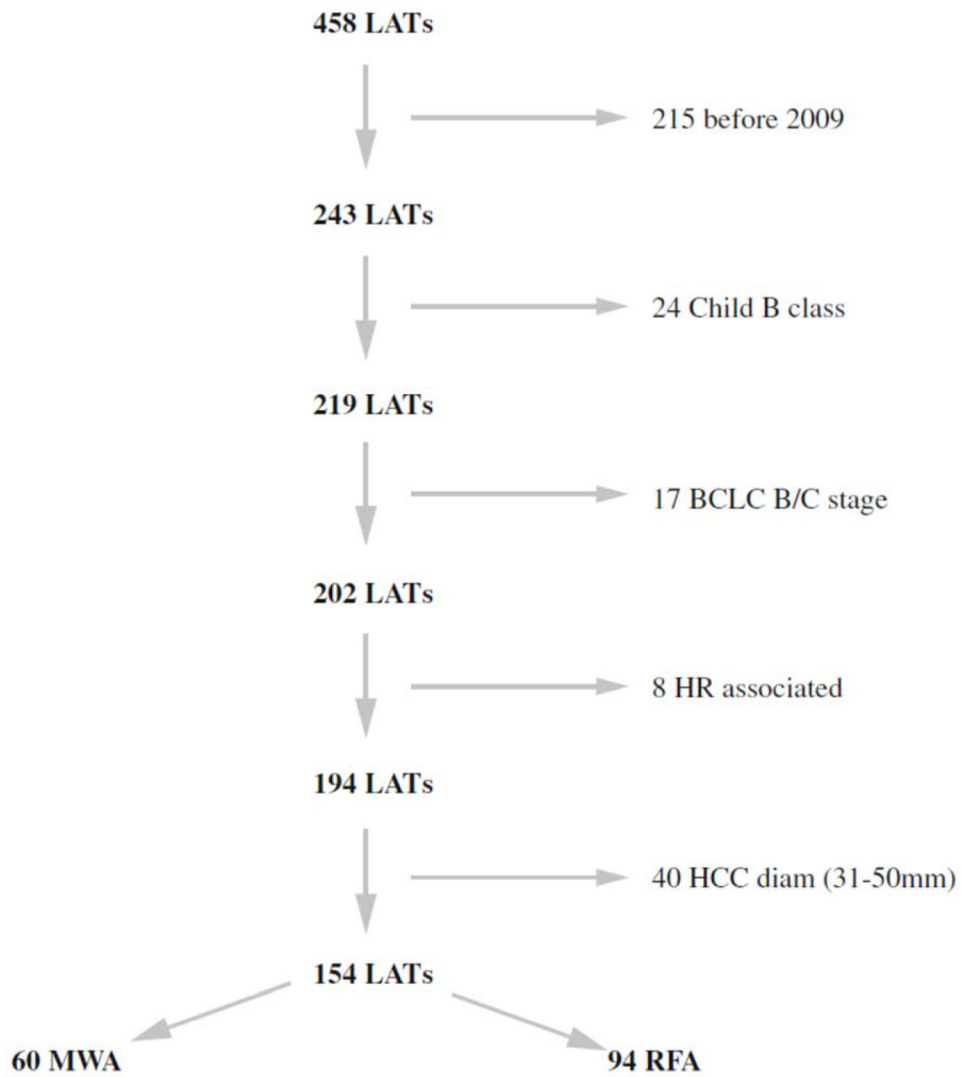 458 LATs
215 before 2009
243 LATs
24 Child B class
219 LATs
17 BCLC B/C stage
202 LATs
8 HR associated
194 LATs
40 HCC diam (31-50mm)
154 LATs
60 MWA
94 RFA